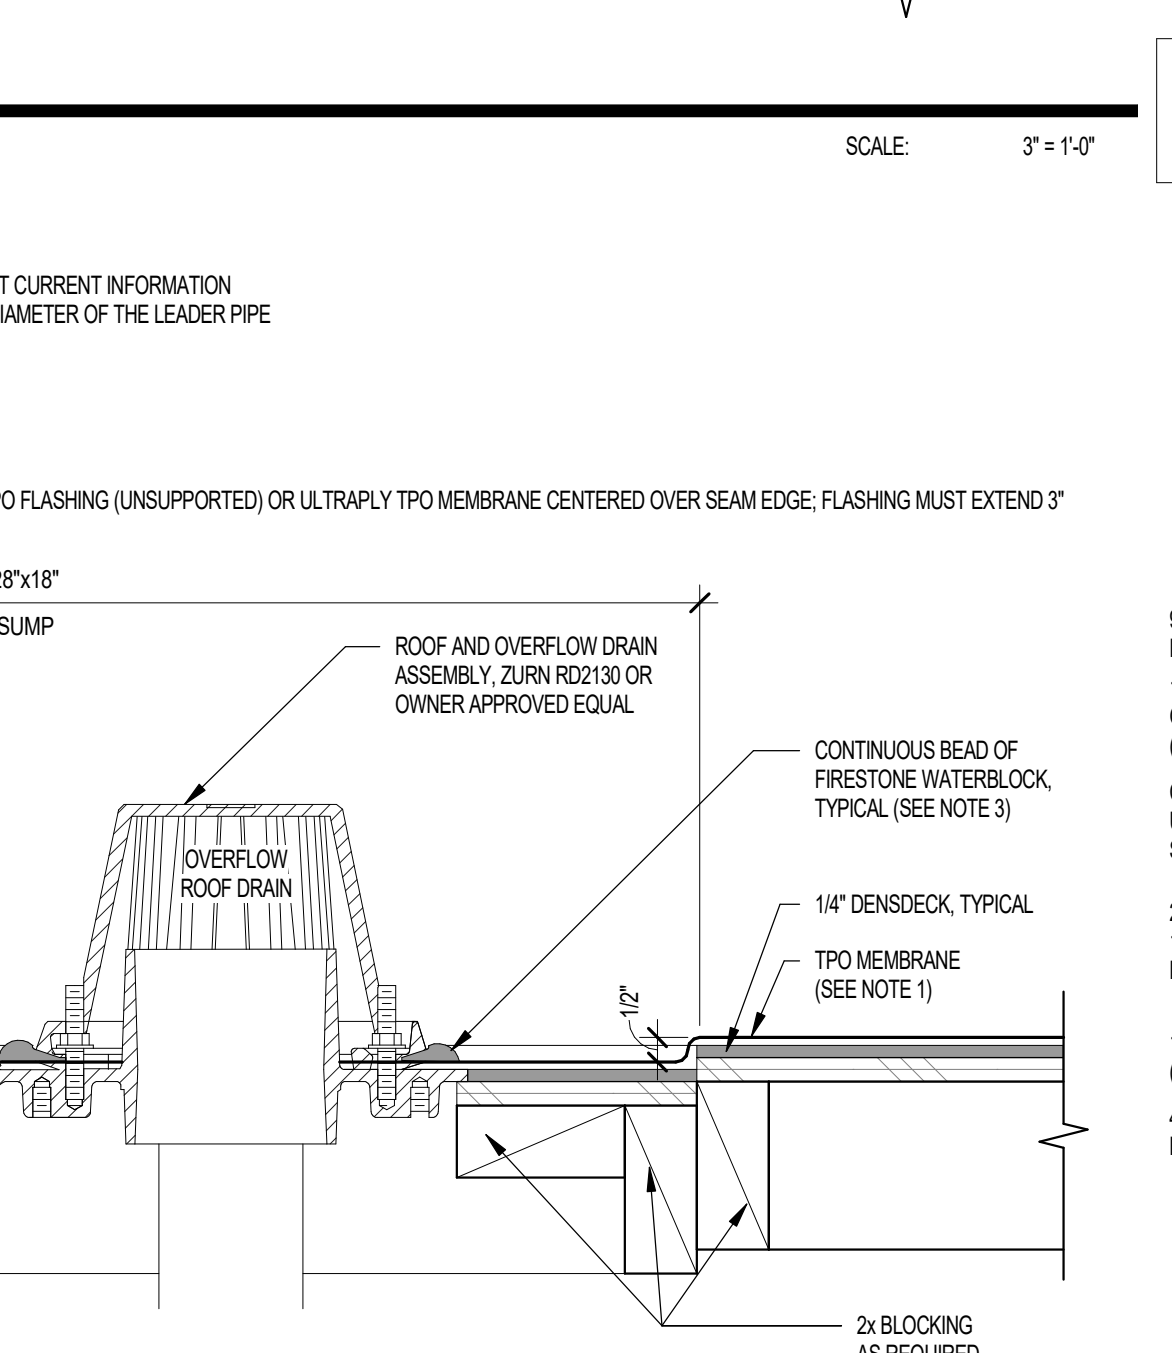 SCALE: 3" = 1'-0"
T CURRENT INFORMATION
IAMETER OF THE LEADER PIPE
PO FLASHING (UNSUPPORTED) OR ULTRAPLY TPO MEMBRANE CENTERED OVER SEAM EDGE; FLASHING MUST EXTEND 3"
28"x18"
SUMP
ROOF AND OVERFLOW DRAIN
ASSEMBLY, ZURN RD2130 OR
OWNER APPROVED EQUAL
CONTINUOUS BEAD OF
FIRESTONE WATERBLOCK,
TYPICAL (SEE NOTE 3)
OVERFLOW
ROOF DRAIN
1/4" DENSDECK, TYPICAL
TPO MEMBRANE
(SEE NOTE 1)
1/2"
2x BLOCKING
AS REQUIRED